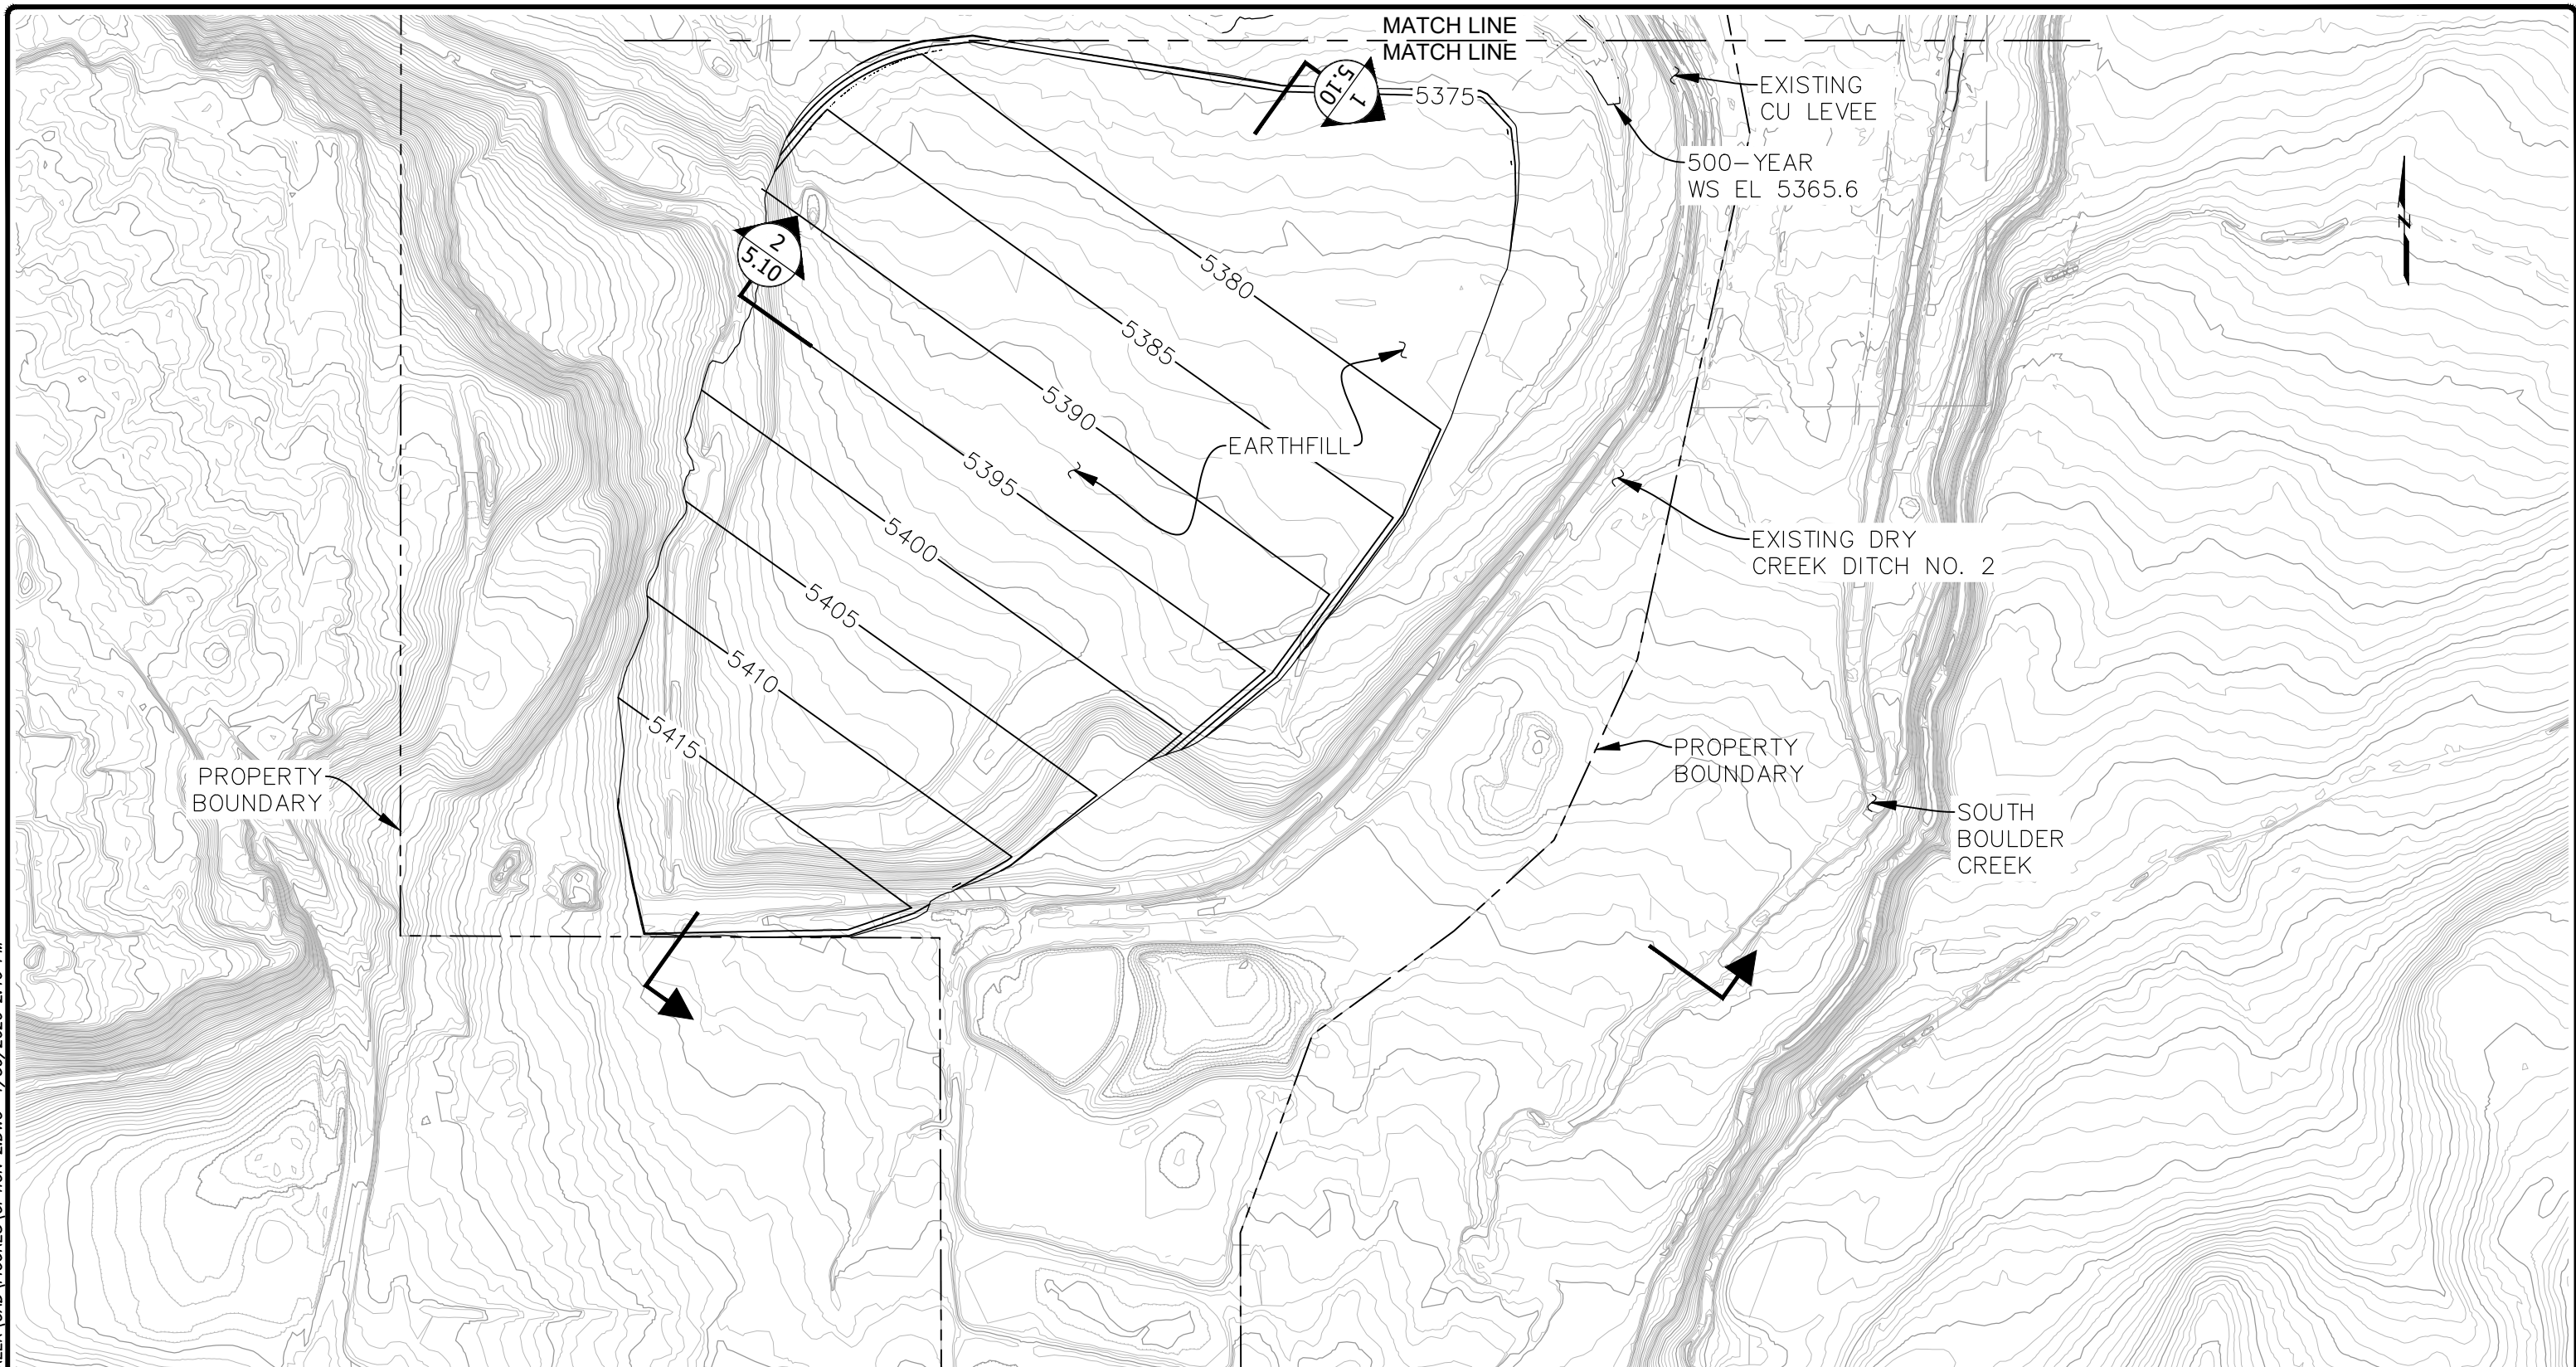 MATCH LINE
MATCH LINE
1
5.10
5375
EXISTING
CU LEVEE
500-YEAR
WS EL 5365.6
N
2
5.10
5380
5385
5390
5395
5400
5405
5410
5415
EARTHFILL
EXISTING DRY
CREEK DITCH NO. 2
PROPERTY
BOUNDARY
PROPERTY
BOUNDARY
SOUTH
BOULDER
CREEK